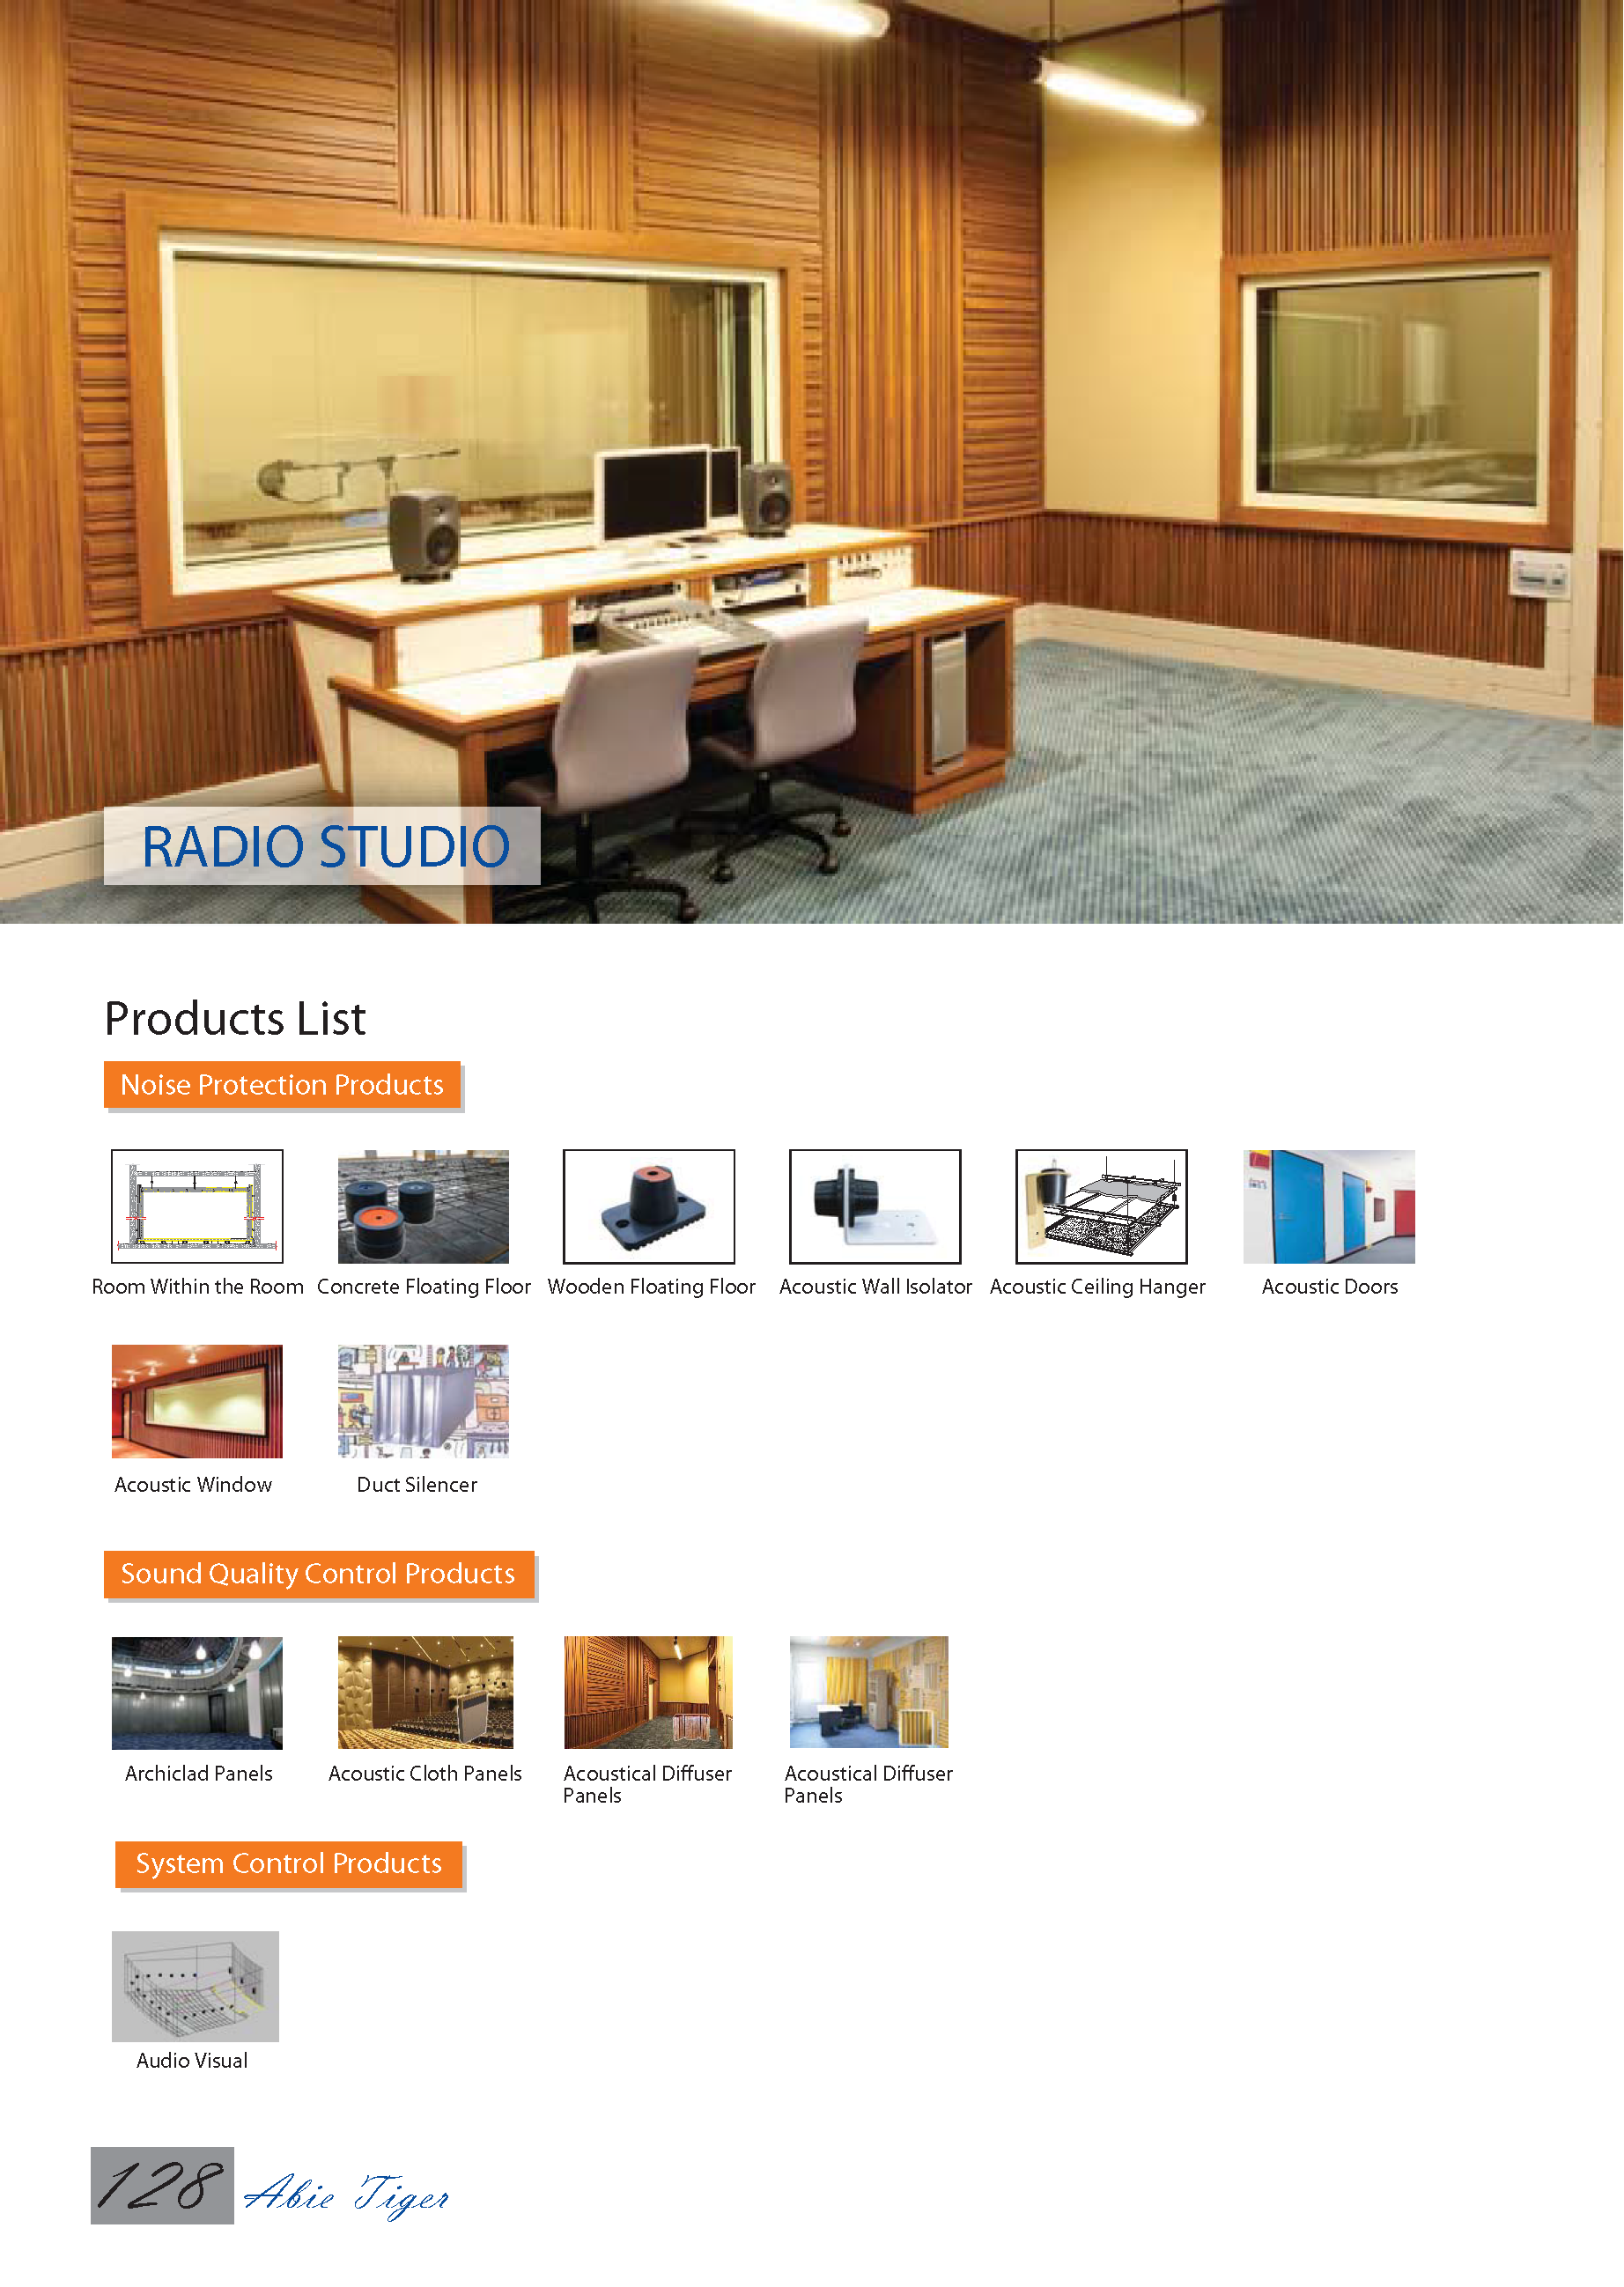 RADIO STUDIO
Products List
Noise Protection Products
Room Within the Room
Concrete Floating Floor
Wooden Floating Floor
Acoustic Wall Isolator
Acoustic Ceiling Hanger
Acoustic Doors
Acoustic Window
Duct Silencer
Sound Quality Control Products
Archiclad Panels
Acoustic Cloth Panels
Acoustical Diffuser
Panels
Acoustical Diffuser
Panels
System Control Products
Audio Visual
128 Abie Tiger